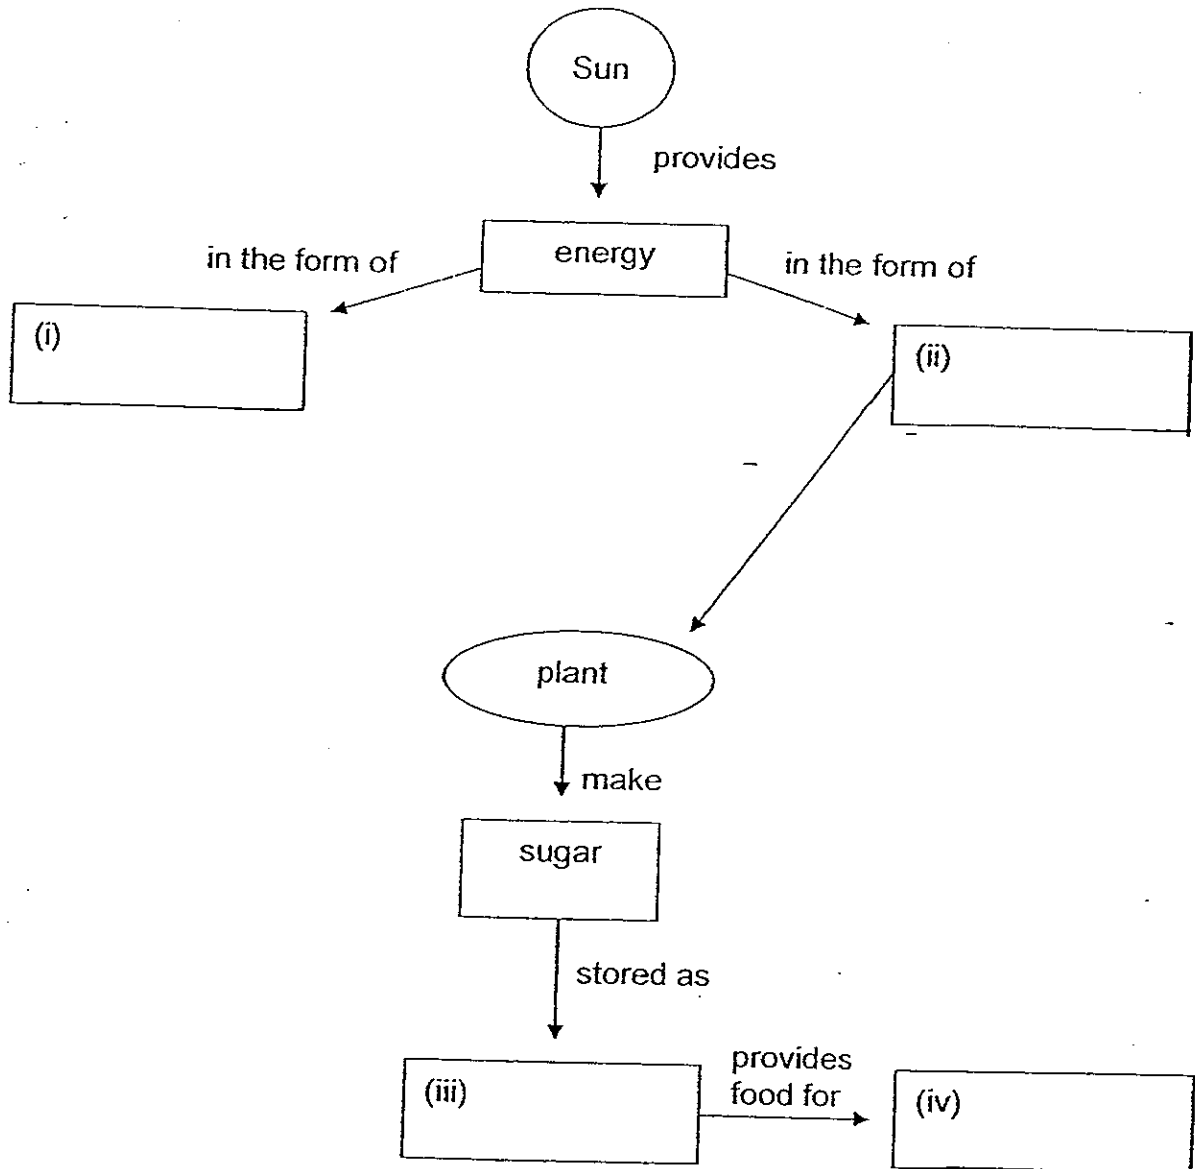 Sun
provides
energy
in the form of
in the form of
(i)
(ii)
plant
make
sugar
stored as
(iii)
provides
food for
(iv)